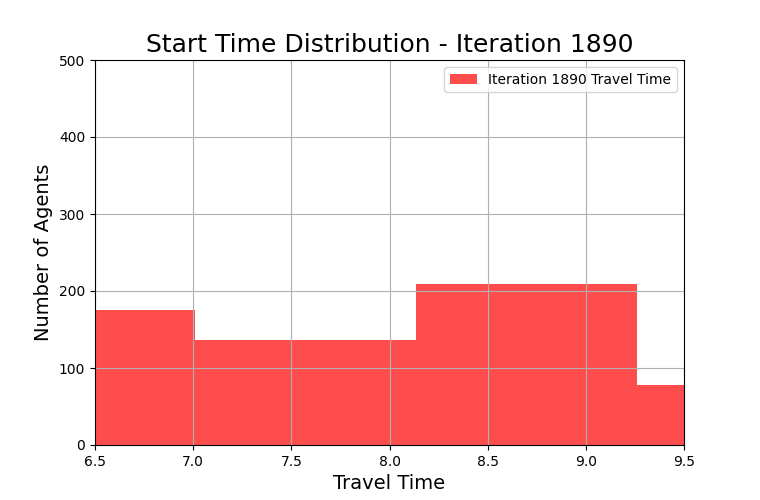 Start Time Distribution - Iteration 1890
Iteration 1890 Travel Time
Number of Agents
500
400
300
200
100
0
6.5 7.0 7.5 8.0 8.5 9.0 9.5
Travel Time